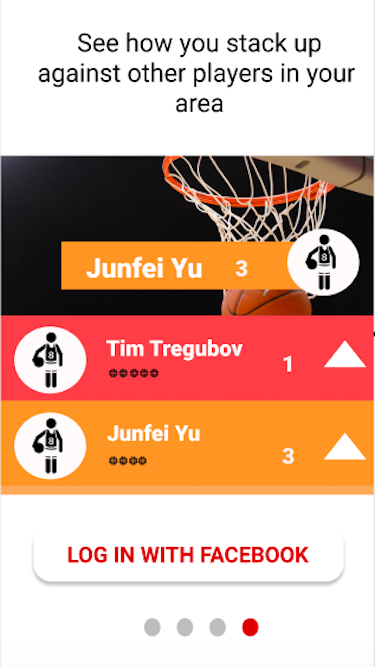 See how you stack up
against other players in your
area
Junfei Yu 3
8
Tim Tregubov
1
8
Junfei Yu
3
8
LOG IN WITH FACEBOOK